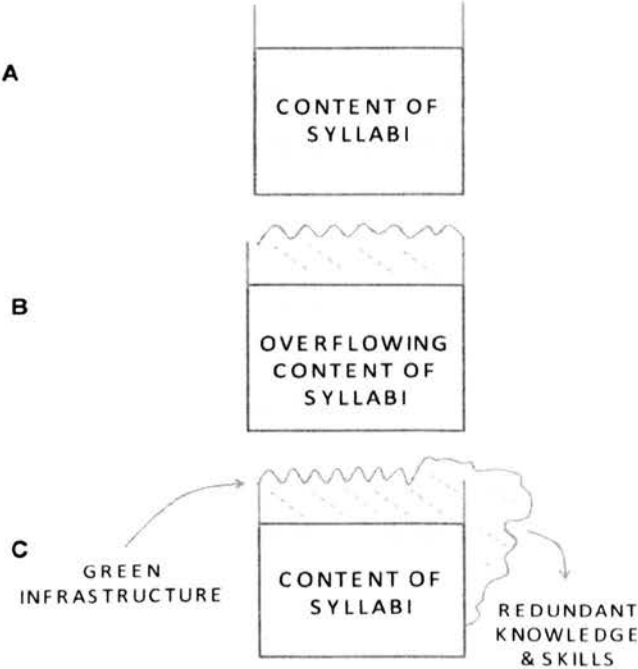 A
CONTENT OF
SYLLABI
B
OVERFLOWING
CONTENT OF
SYLLABI
C
GREEN
INFRASTRUCTURE
CONTENT OF
SYLLABI
REDUNDANT
KNOWLEDGE
& SKILLS